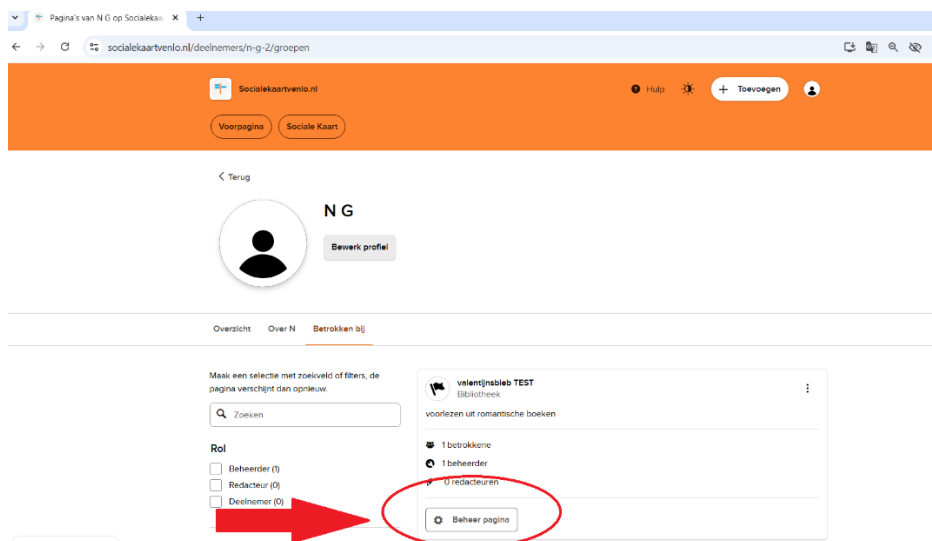 Pagina's van N G op Socialekaa
socialekaartvenlo.nl/deelnemers/n-g-2/groepen
Socialekaartvenlo.nl
Hulp
Toevoegen
Voorpagina
Sociale Kaart
Terug
N G
Bewerk profiel
Overzicht
Over N
Betrokken bij
Maak een selectie met zoekveld of filters, de
pagina verschijnt dan opnieuw.
Zoeken
Rol
Beheerder (1)
Redacteur (0)
Deelnemer (0)
valentijnsbieb TEST
Bibliotheek
voorlezen uit romantische boeken
1 betrokkene
1 beheerder
0 redacteuren
Beheer pagina